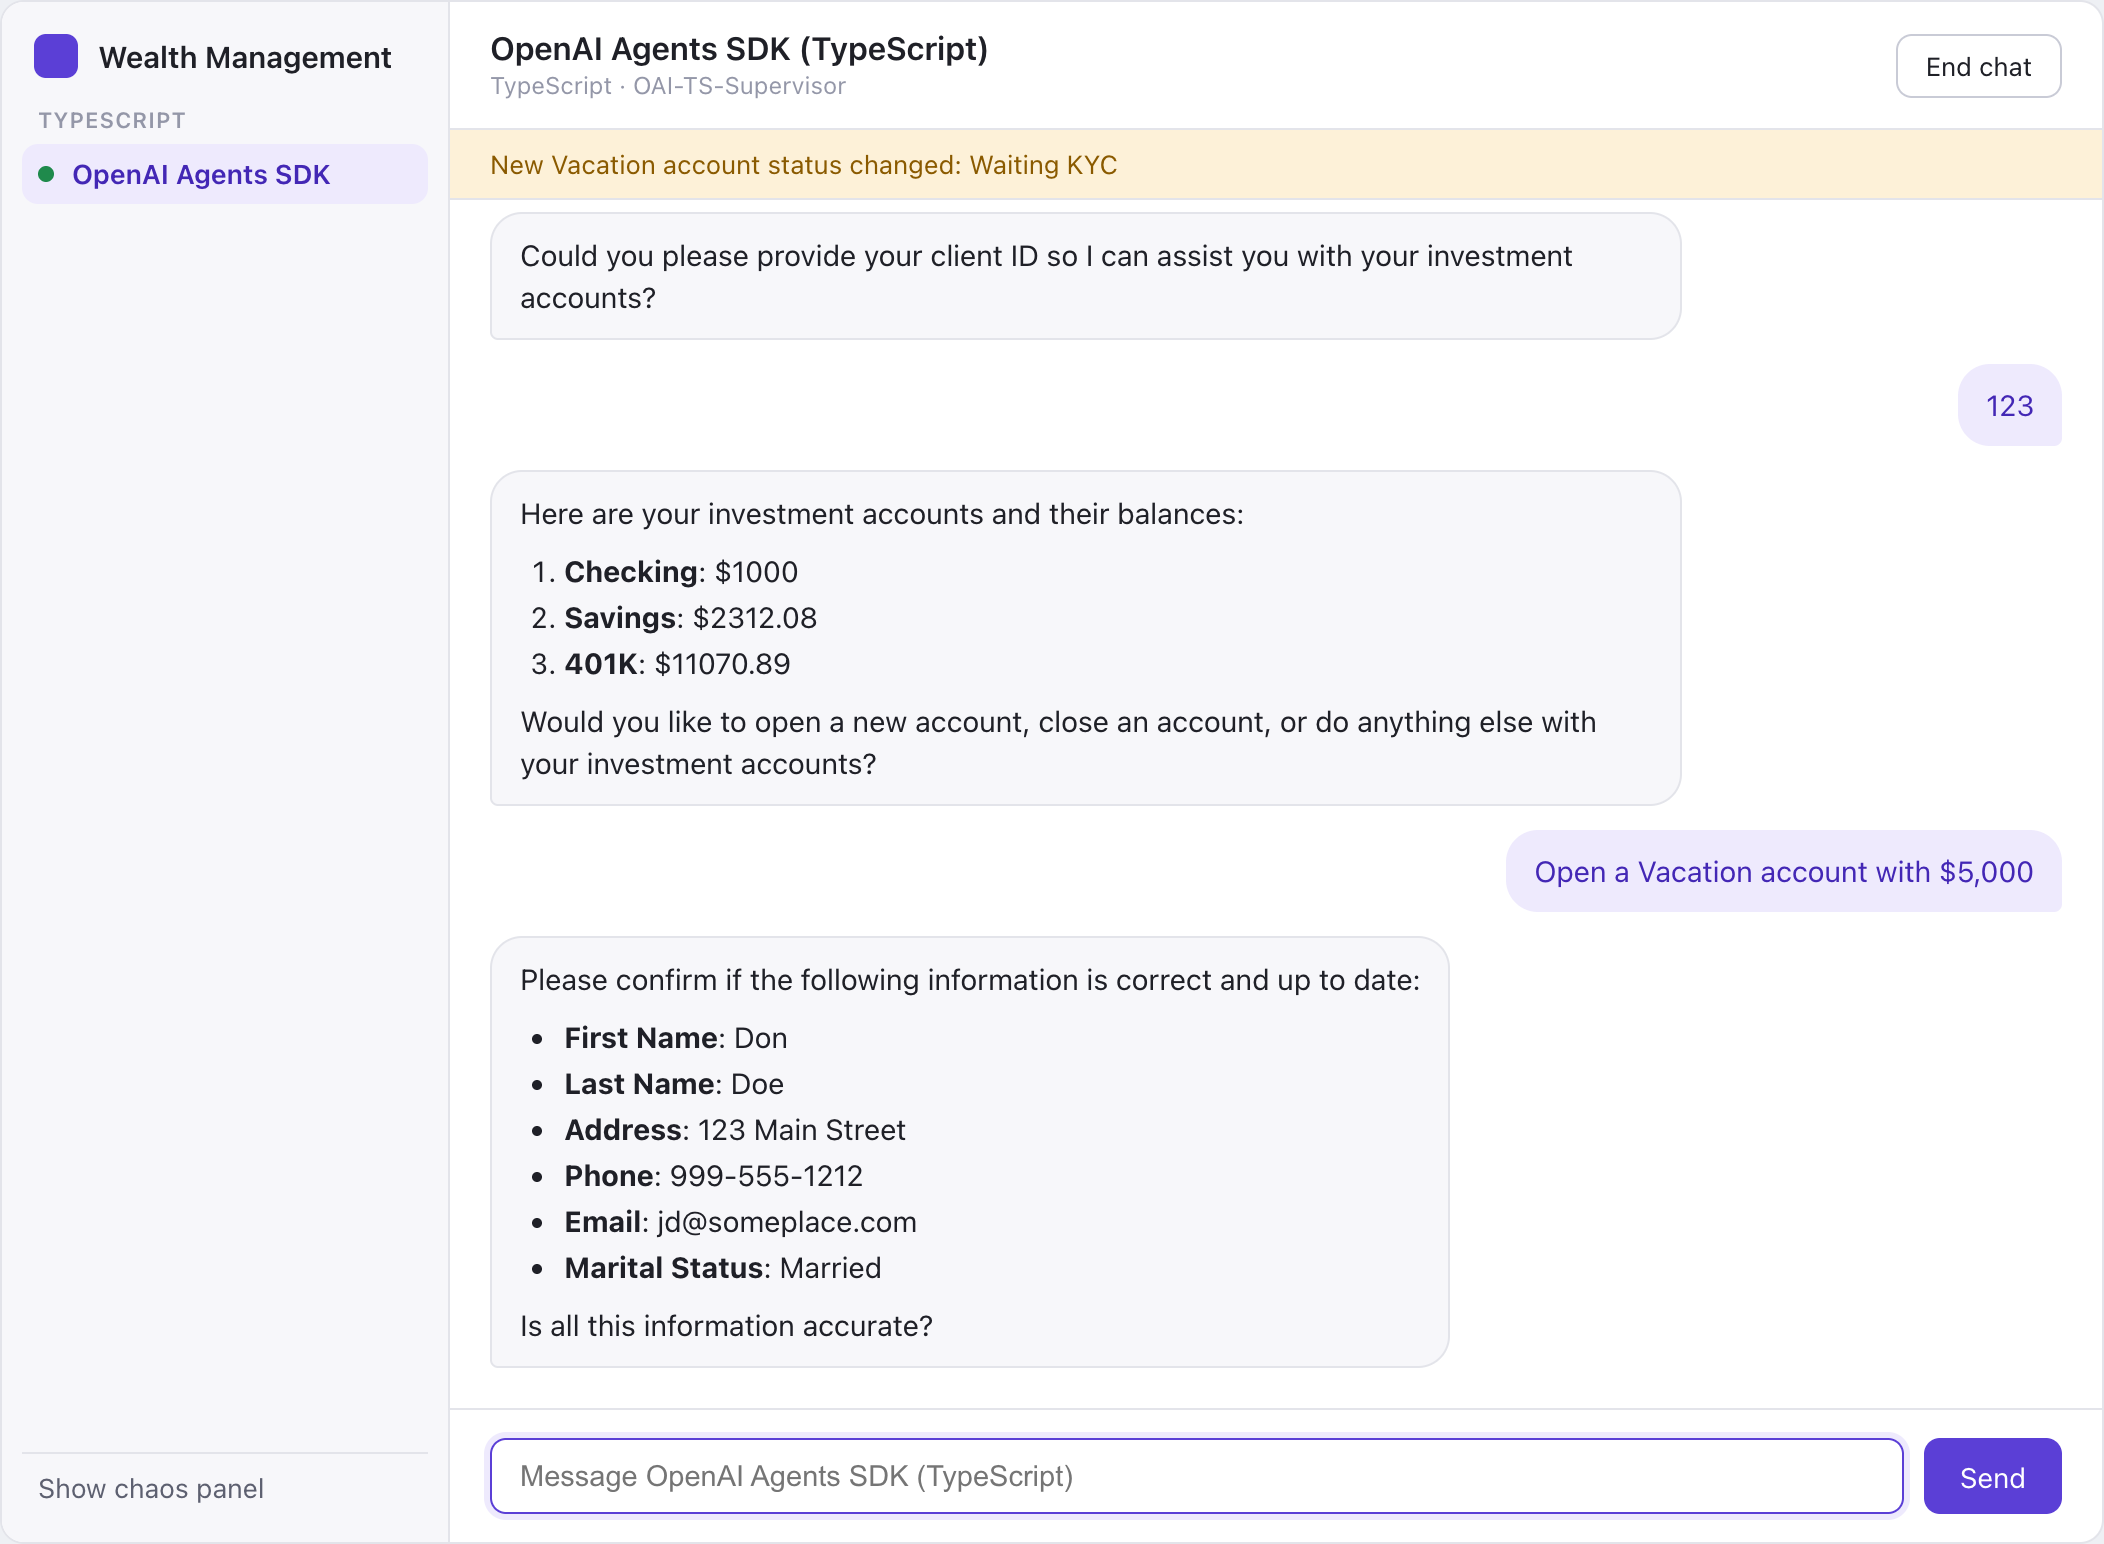 Wealth Management
TYPESCRIPT
OpenAI Agents SDK
Show chaos panel
OpenAI Agents SDK (TypeScript)
TypeScript · OAI-TS-Supervisor
End chat
New Vacation account status changed: Waiting KYC
Could you please provide your client ID so I can assist you with your investment
accounts?
123
Here are your investment accounts and their balances:
1. Checking: $1000
2. Savings: $2312.08
3. 401K: $11070.89
Would you like to open a new account, close an account, or do anything else with
your investment accounts?
Open a Vacation account with $5,000
Please confirm if the following information is correct and up to date:
• First Name: Don
• Last Name: Doe
• Address: 123 Main Street
• Phone: 999-555-1212
• Email: jd@someplace.com
• Marital Status: Married
Is all this information accurate?
Message OpenAI Agents SDK (TypeScript)
Send